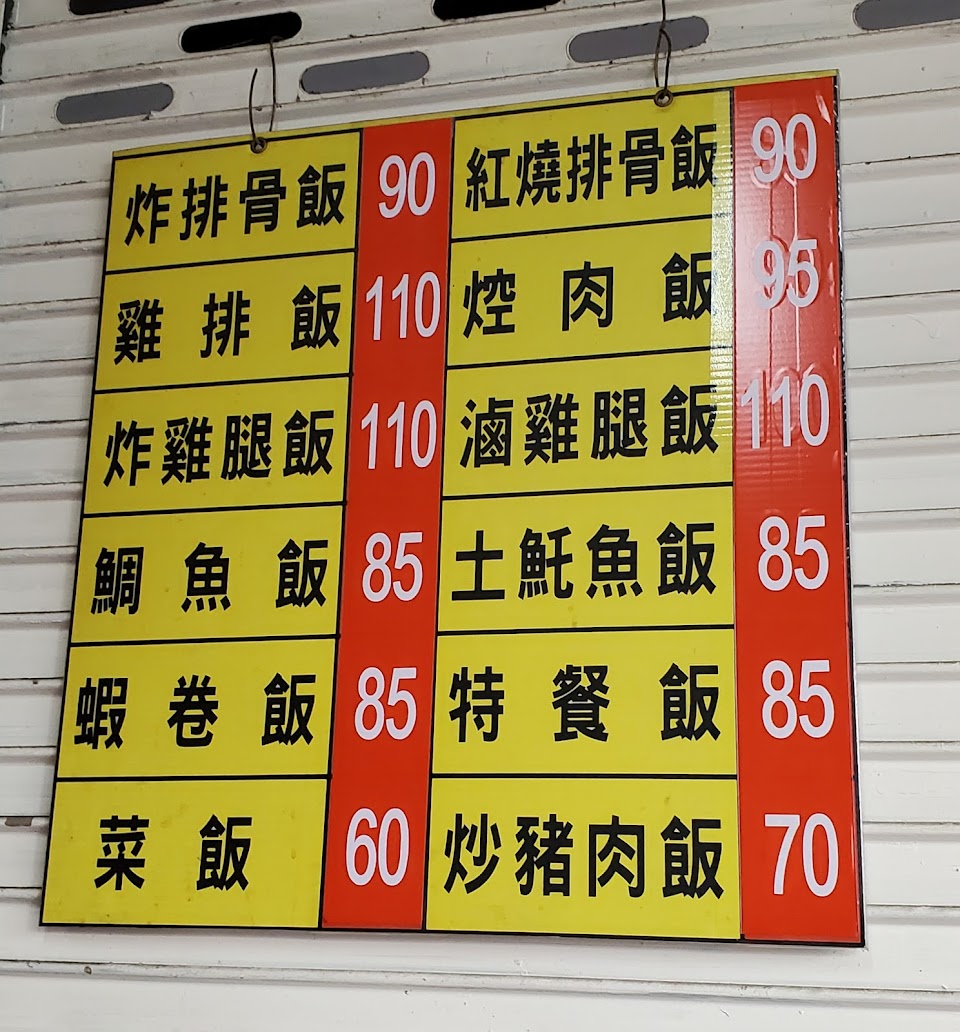 炸排骨飯 90 紅燒排骨飯 90
雞排飯 110 焢肉飯 95
炸雞腿飯 110 滷雞腿飯 110
鯛魚飯 85 土魠魚飯 85
蝦卷飯 85 特餐飯 85
菜飯 60 炒豬肉飯 70